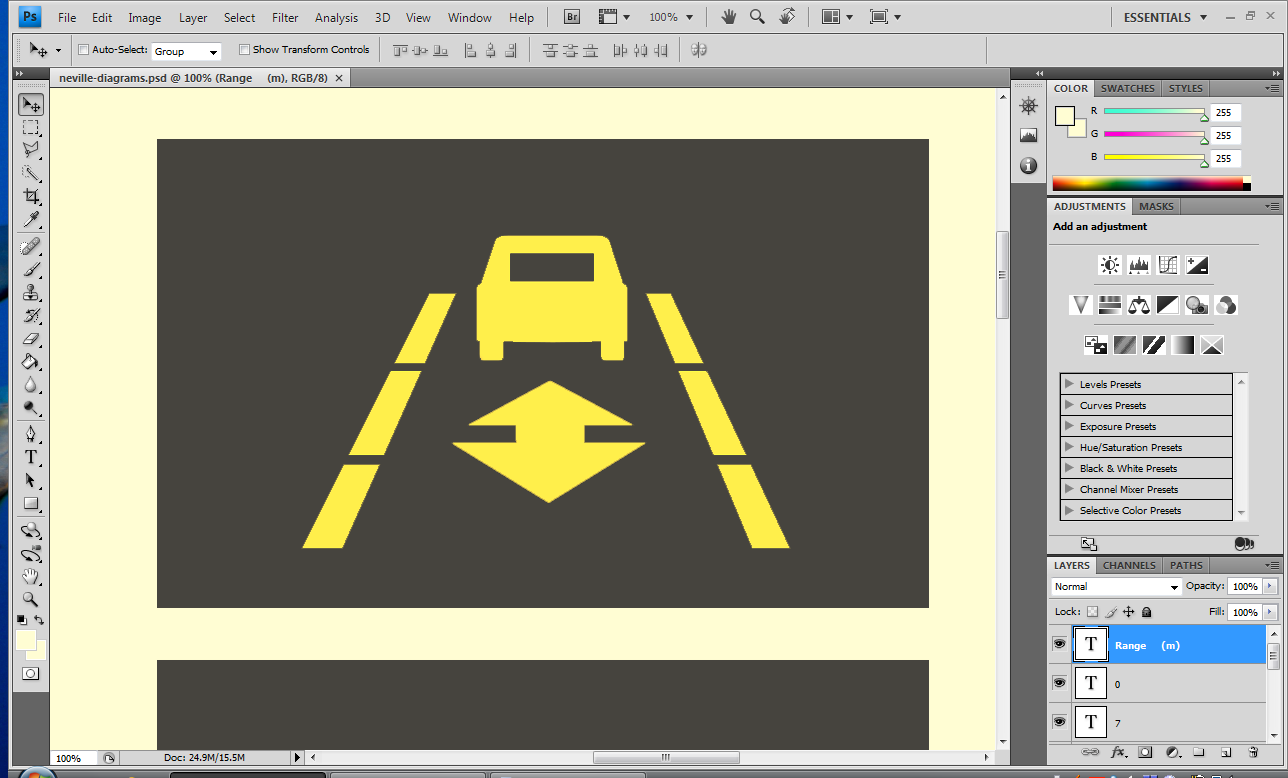 Ps File Edit Image Layer Select Filter Analysis 3D View Window Help Br 100% ESSENTIALS
Auto-Select: Group Show Transform Controls
neville-diagrams.psd @ 100% (Range (m), RGB/8) ×
COLOR SWATCHES STYLES
R 255
G 255
B 255
ADJUSTMENTS MASKS
Add an adjustment
Levels Presets
Curves Presets
Exposure Presets
Hue/Saturation Presets
Black & White Presets
Channel Mixer Presets
Selective Color Presets
LAYERS CHANNELS PATHS
Normal Opacity: 100%
Lock: Fill: 100%
T Range (m)
T 0
T 7
100% Doc: 24.9M/15.5M